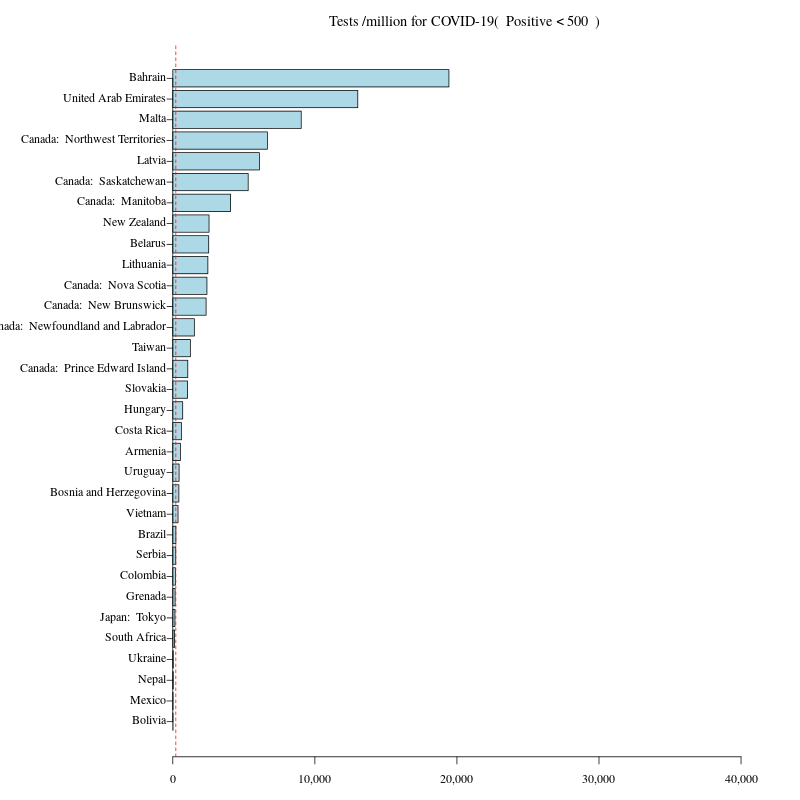 Tests /million for COVID-19(  Positive < 500  )
Bahrain
United Arab Emirates
Malta
Canada:  Northwest Territories
Latvia
Canada:  Saskatchewan
Canada:  Manitoba
New Zealand
Belarus
Lithuania
Canada:  Nova Scotia
Canada:  New Brunswick
nada:  Newfoundland and Labrador
Taiwan
Canada:  Prince Edward Island
Slovakia
Hungary
Costa Rica
Armenia
Uruguay
Bosnia and Herzegovina
Vietnam
Brazil
Serbia
Colombia
Grenada
Japan:  Tokyo
South Africa
Ukraine
Nepal
Mexico
Bolivia
0 10,000 20,000 30,000 40,000